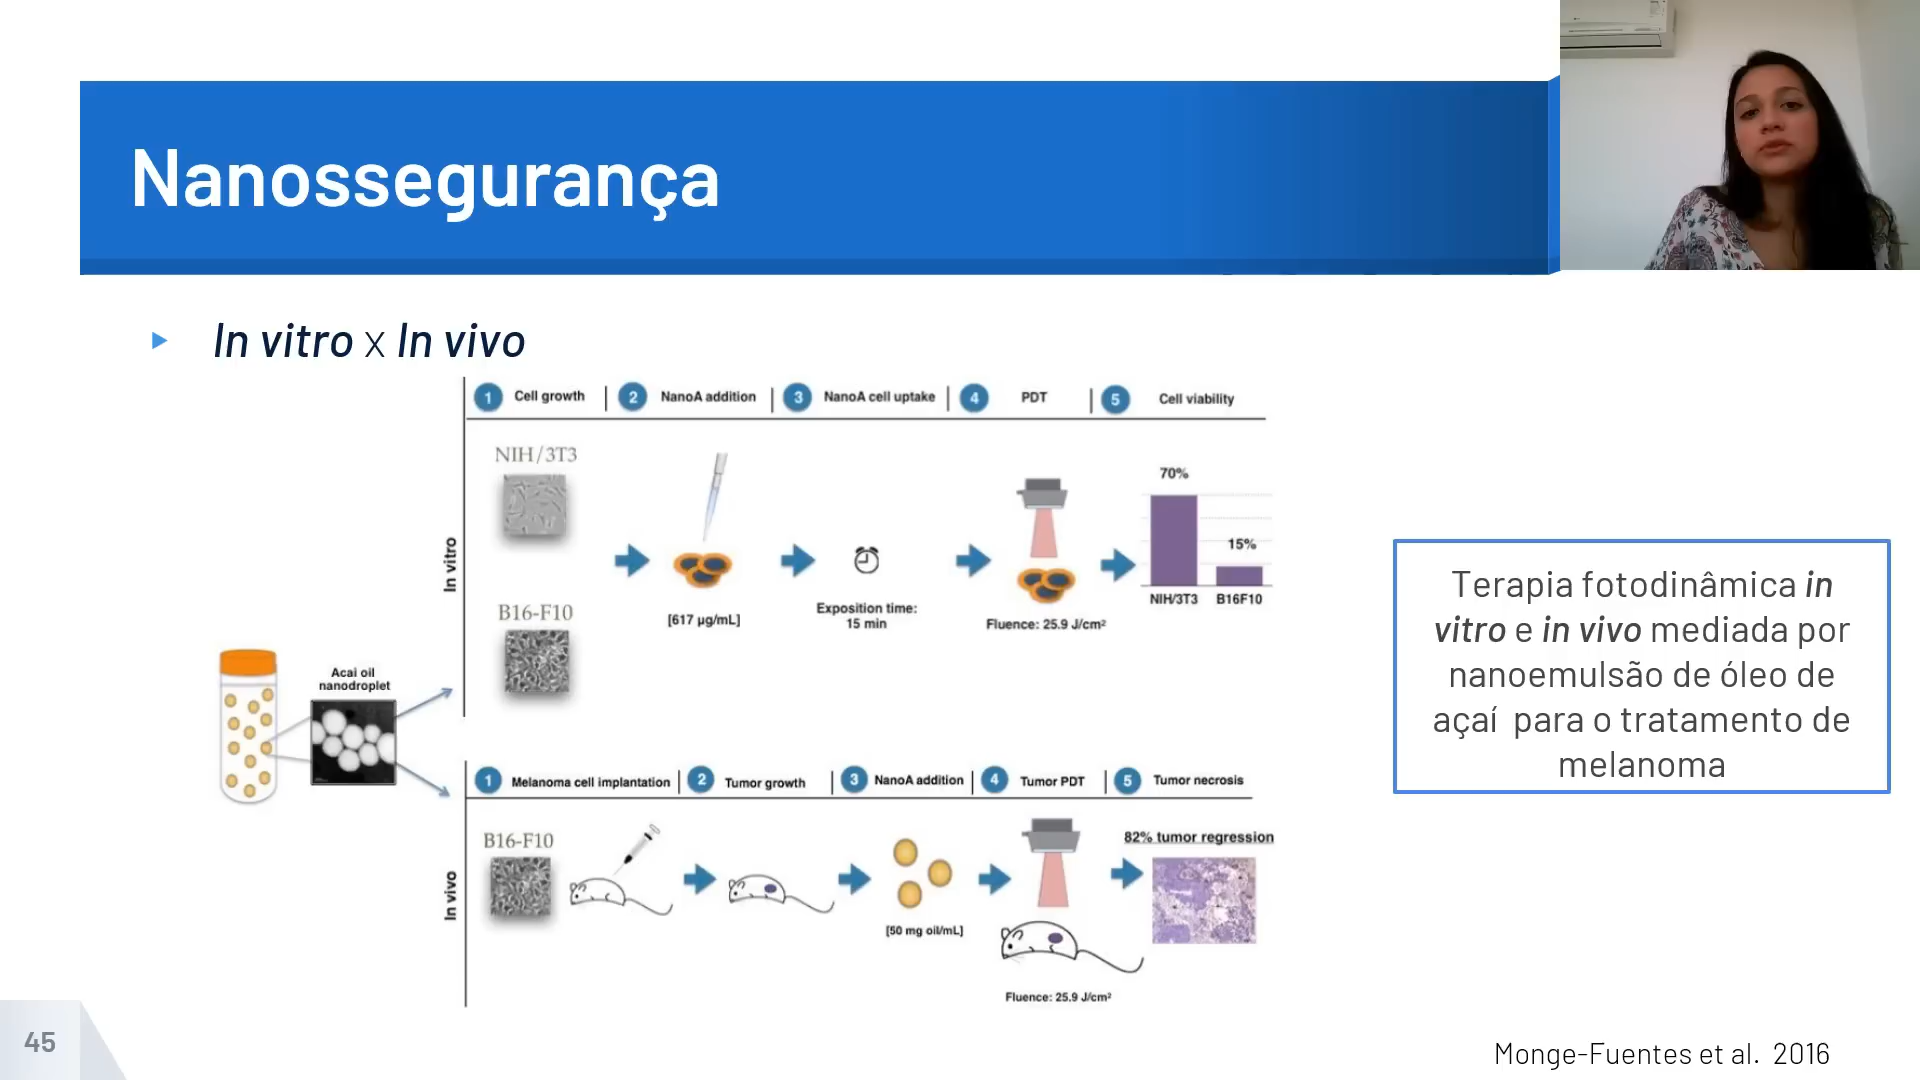 Nanossegurança
In vitro x In vivo
1 Cell growth | 2 NanoA addition | 3 NanoA cell uptake | 4 PDT | 5 Cell viability
In vitro
NIH/3T3
B16-F10
[617 µg/mL]
Exposition time:
15 min
Fluence: 25.9 J/cm²
70%
15%
NIH/3T3 B16F10
Acai oil
nanodroplet
1 Melanoma cell implantation | 2 Tumor growth | 3 NanoA addition | 4 Tumor PDT | 5 Tumor necrosis
In vivo
B16-F10
[50 mg oil/mL]
Fluence: 25.9 J/cm²
82% tumor regression
Terapia fotodinâmica in
vitro e in vivo mediada por
nanoemulsão de óleo de
açaí para o tratamento de
melanoma
45
Monge-Fuentes et al. 2016